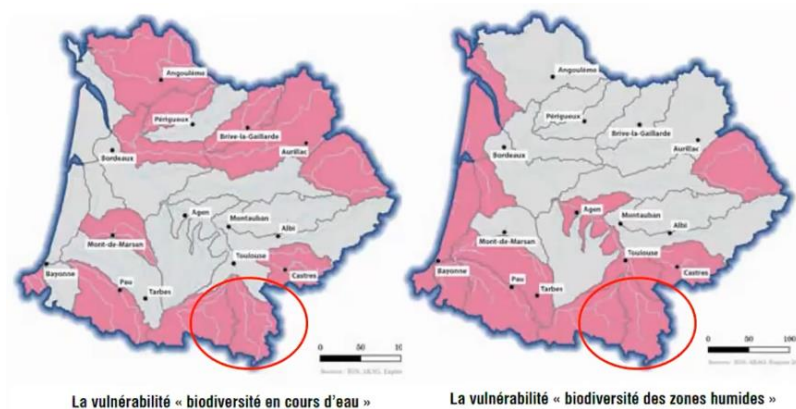 Angoulême
Périgueux
Brive-la-Gaillarde
Aurillac
Bordeaux
Agen
Montauban
Albi
Mont-de-Marsan
Toulouse
Bayonne
Pau
Tarbes
Castres
0 50 10
La vulnérabilité « biodiversité en cours d'eau »
Angoulême
Périgueux
Brive-la-Gaillarde
Aurillac
Bordeaux
Agen
Montauban
Albi
Mont-de-Marsan
Toulouse
Bayonne
Pau
Tarbes
Castres
0 50 100
La vulnérabilité « biodiversité des zones humides »